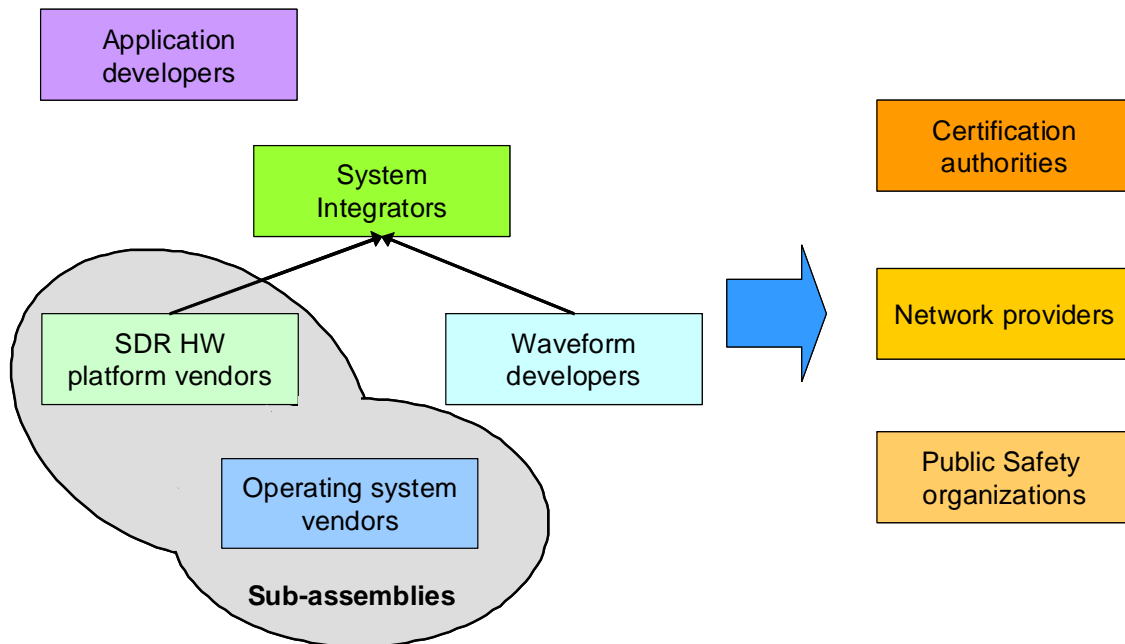 Application
developers
Certification
authorities
System
Integrators
SDR HW
platform vendors
Waveform
developers
Network providers
Operating system
vendors
Public Safety
organizations
Sub-assemblies